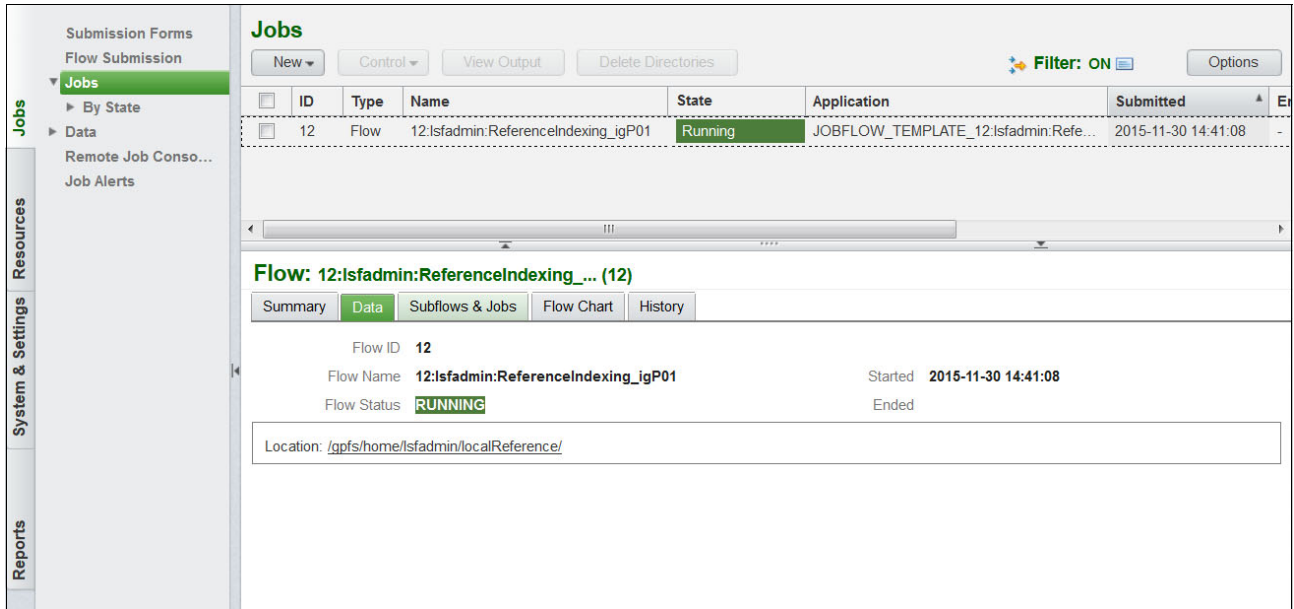 Jobs
Resources
System & Settings
Reports
Submission Forms
Flow Submission
Jobs
By State
Data
Remote Job Conso...
Job Alerts
Jobs
New Control View Output Delete Directories Filter: ON Options
ID Type Name State Application Submitted En
12 Flow 12:lsfadmin:ReferenceIndexing_igP01 Running JOBFLOW_TEMPLATE_12:lsfadmin:Refe... 2015-11-30 14:41:08 -
Flow: 12:lsfadmin:ReferenceIndexing_... (12)
Summary Data Subflows & Jobs Flow Chart History
Flow ID 12
Flow Name 12:lsfadmin:ReferenceIndexing_igP01 Started 2015-11-30 14:41:08
Flow Status RUNNING Ended
Location: /gpfs/home/lsfadmin/localReference/